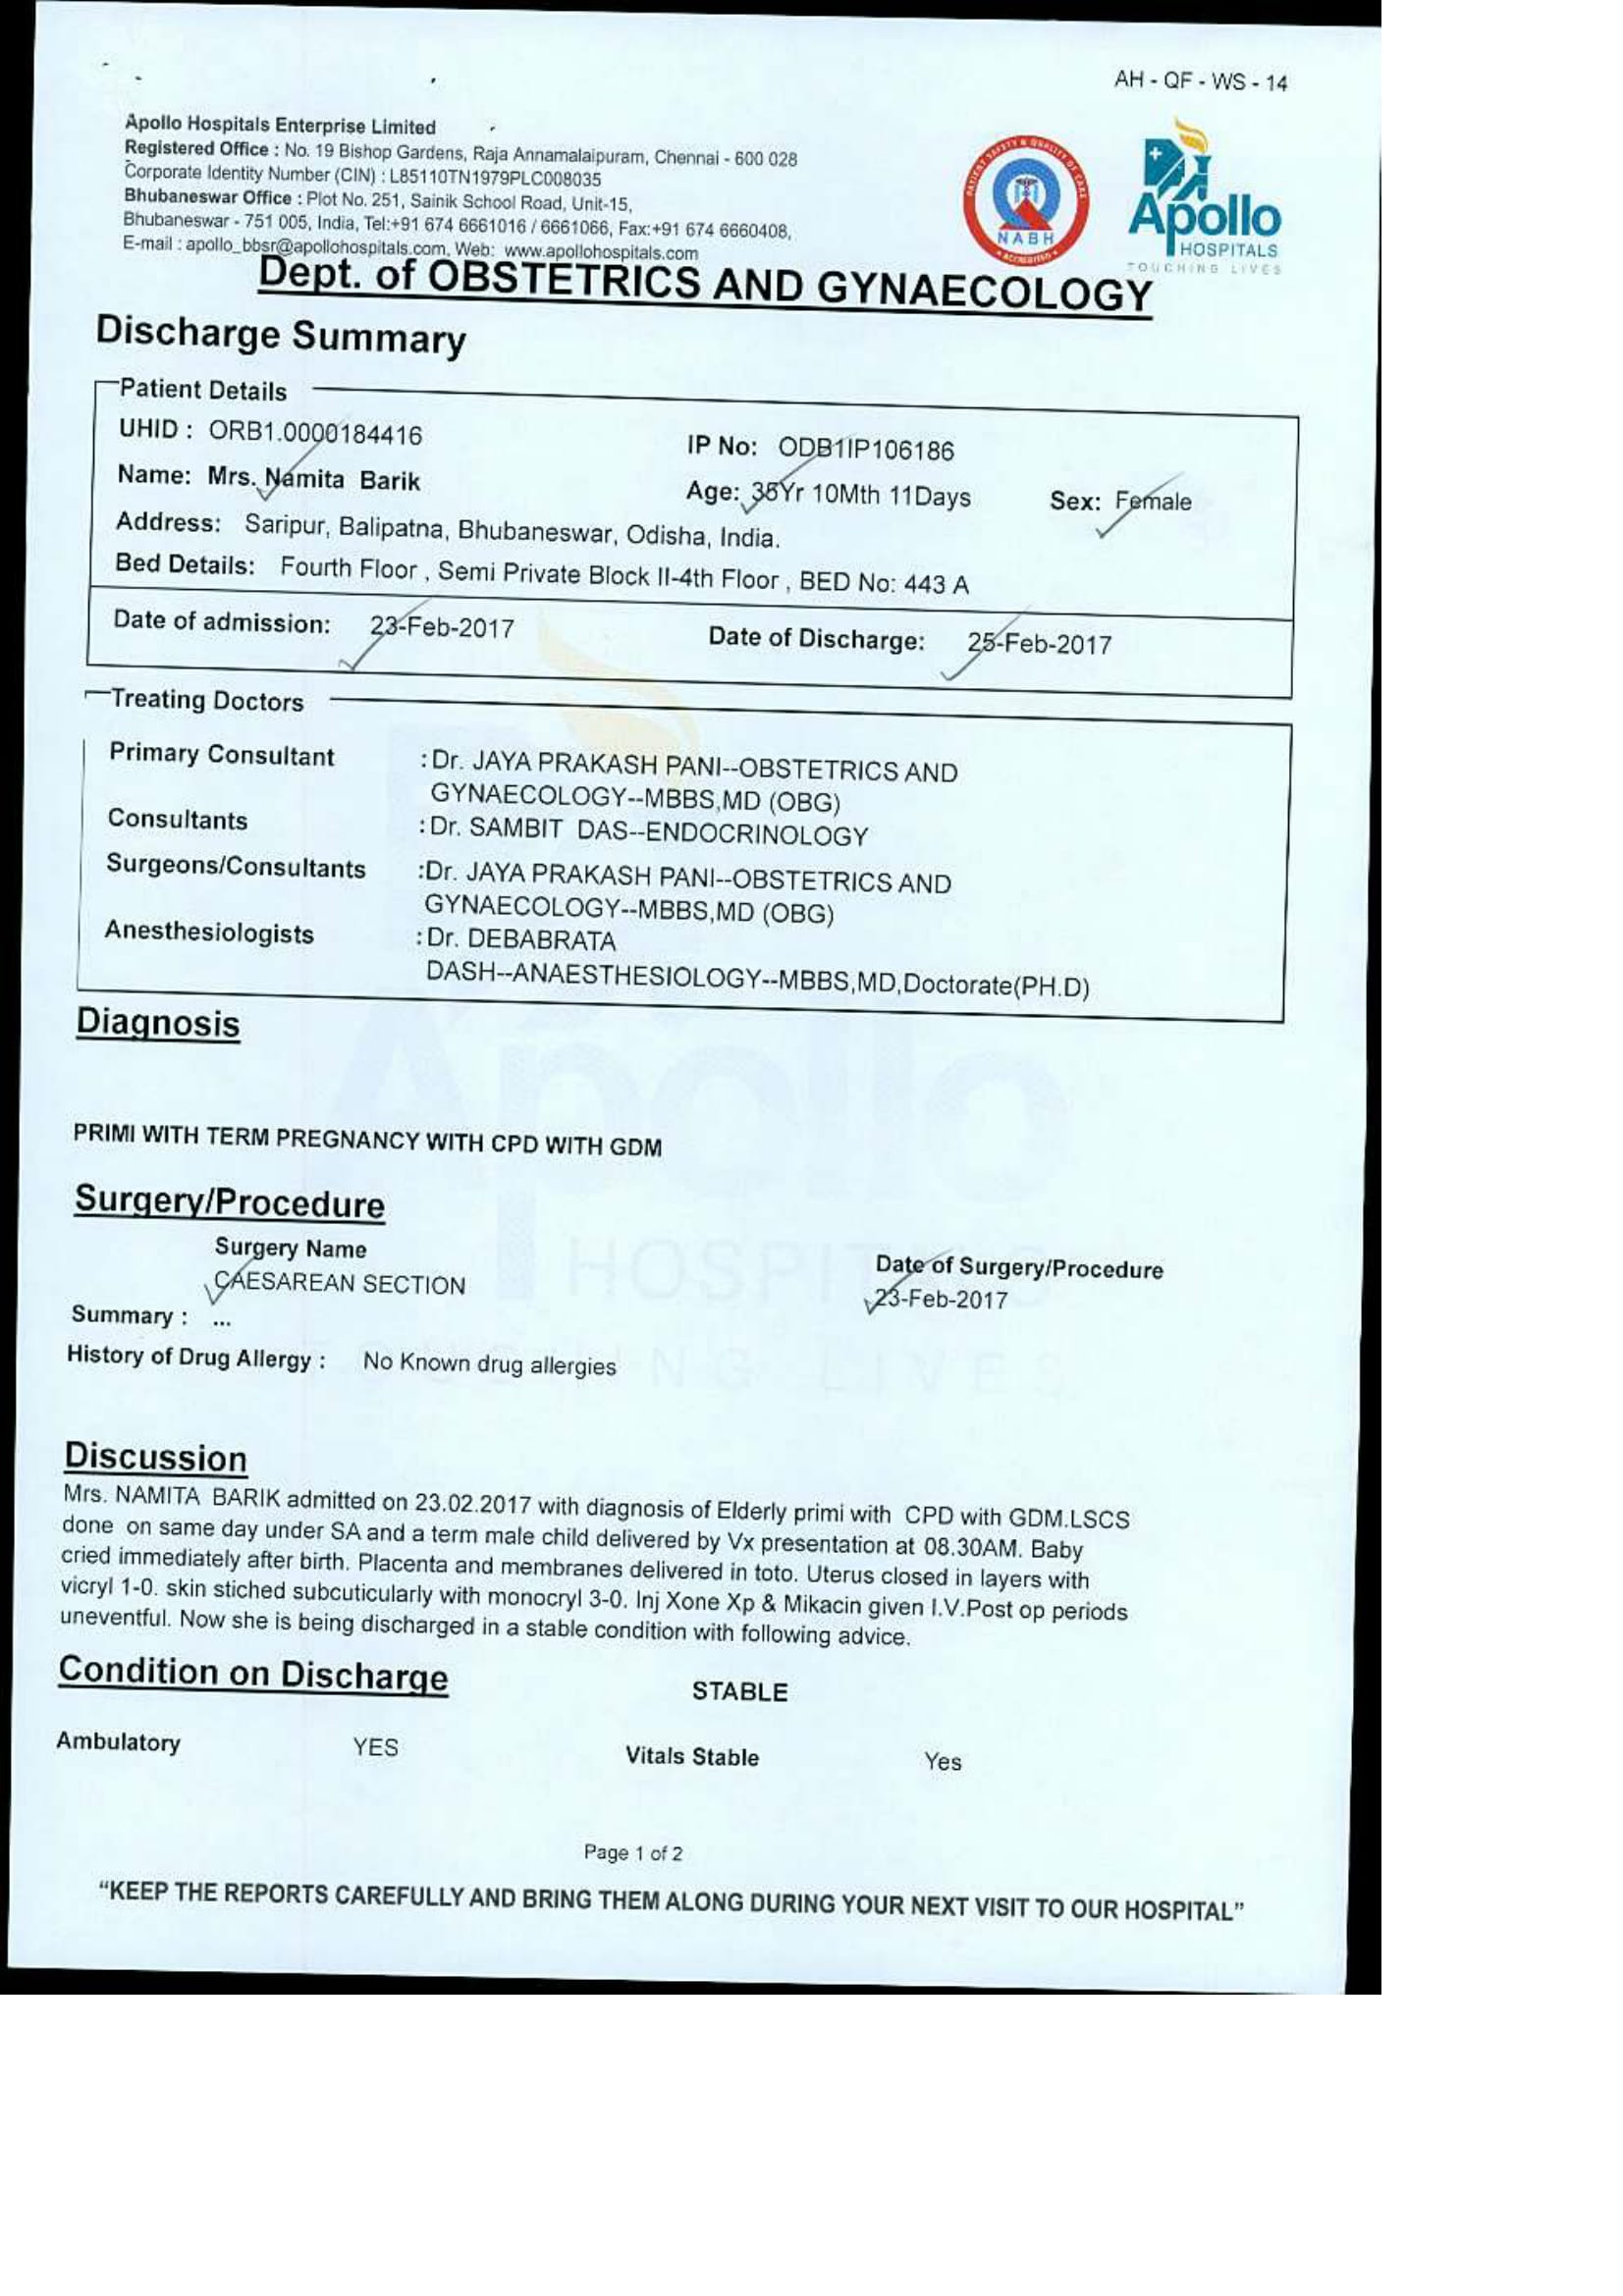 AH - QF - WS - 14
Apollo Hospitals Enterprise Limited
Registered Office : No. 19 Bishop Gardens, Raja Annamalaipuram, Chennai - 600 028
Corporate Identity Number (CIN) : L85110TN1979PLC008035
Bhubaneswar Office : Plot No. 251, Sainik School Road, Unit-15,
Bhubaneswar - 751 005, India, Tel:+91 674 6661016 / 6661066, Fax:+91 674 6660408,
E-mail : apollo_bbsr@apollohospitals.com, Web: www.apollohospitals.com
PATIENT SAFETY & QUALITY OF CARE
NABH
ACCREDITED
Apollo
HOSPITALS
TOUCHING LIVES
Dept. of OBSTETRICS AND GYNAECOLOGY
Discharge Summary
Patient Details
UHID : ORB1.0000184416 IP No: ODB1IP106186
Name: Mrs. Namita Barik Age: 35Yr 10Mth 11Days Sex: Female
Address: Saripur, Balipatna, Bhubaneswar, Odisha, India.
Bed Details: Fourth Floor , Semi Private Block II-4th Floor , BED No: 443 A
Date of admission: 23-Feb-2017 Date of Discharge: 25-Feb-2017
Treating Doctors
Primary Consultant : Dr. JAYA PRAKASH PANI--OBSTETRICS AND
GYNAECOLOGY--MBBS,MD (OBG)
Consultants : Dr. SAMBIT DAS--ENDOCRINOLOGY
Surgeons/Consultants :Dr. JAYA PRAKASH PANI--OBSTETRICS AND
GYNAECOLOGY--MBBS,MD (OBG)
Anesthesiologists : Dr. DEBABRATA
DASH--ANAESTHESIOLOGY--MBBS,MD,Doctorate(PH.D)
Diagnosis
PRIMI WITH TERM PREGNANCY WITH CPD WITH GDM
Surgery/Procedure
Surgery Name Date of Surgery/Procedure
CAESAREAN SECTION 23-Feb-2017
Summary : ...
History of Drug Allergy : No Known drug allergies
Discussion
Mrs. NAMITA BARIK admitted on 23.02.2017 with diagnosis of Elderly primi with CPD with GDM.LSCS
done on same day under SA and a term male child delivered by Vx presentation at 08.30AM. Baby
cried immediately after birth. Placenta and membranes delivered in toto. Uterus closed in layers with
vicryl 1-0. skin stiched subcuticularly with monocryl 3-0. Inj Xone Xp & Mikacin given I.V.Post op periods
uneventful. Now she is being discharged in a stable condition with following advice.
Condition on Discharge STABLE
Ambulatory YES Vitals Stable Yes
Page 1 of 2
“KEEP THE REPORTS CAREFULLY AND BRING THEM ALONG DURING YOUR NEXT VISIT TO OUR HOSPITAL”